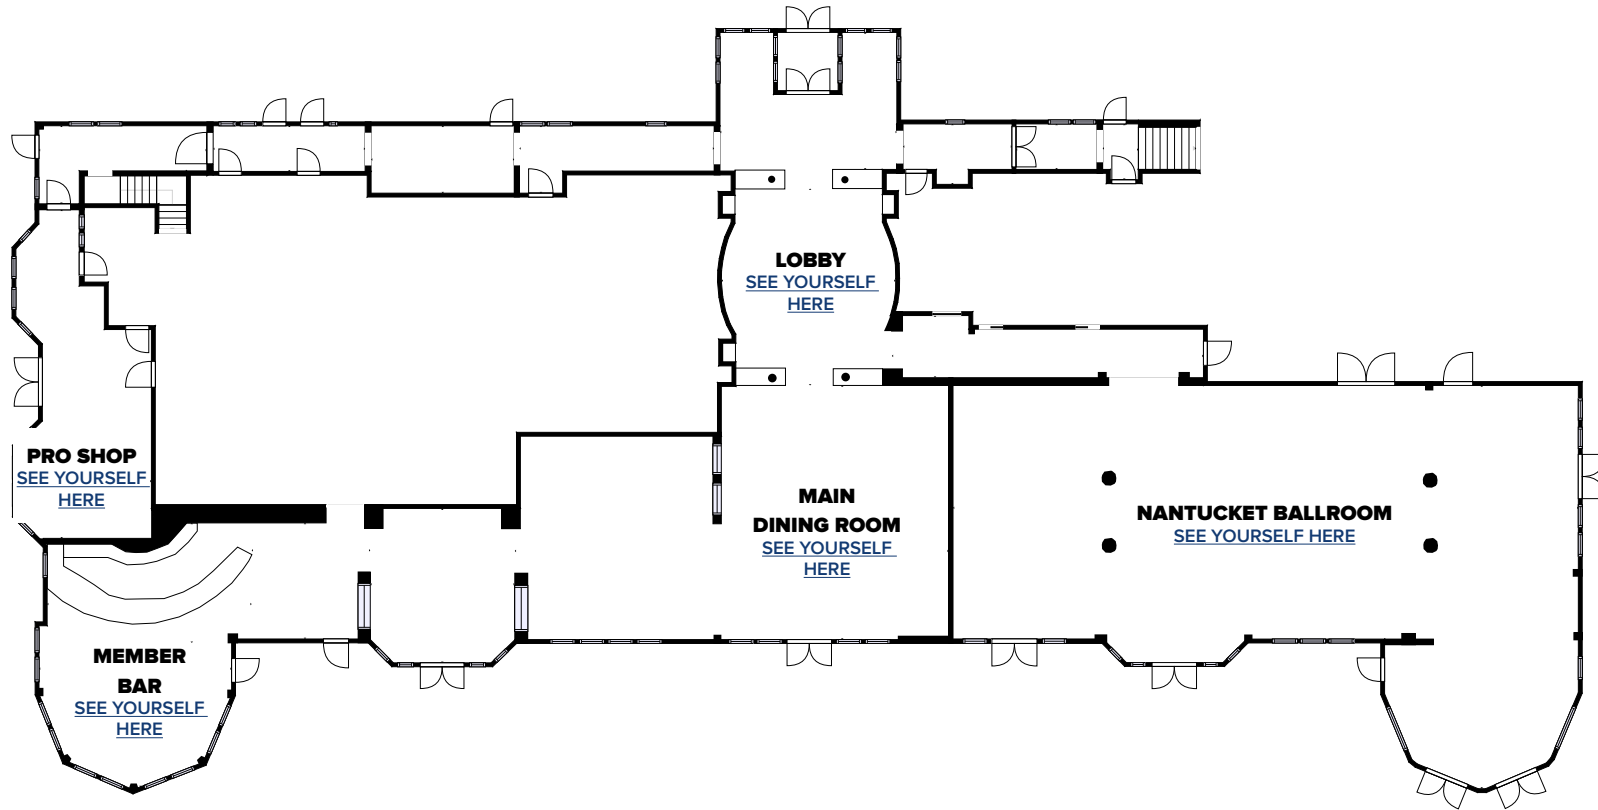 LOBBY
SEE YOURSELF
HERE
PRO SHOP
SEE YOURSELF
HERE
MAIN
DINING ROOM
SEE YOURSELF
HERE
NANTUCKET BALLROOM
SEE YOURSELF HERE
MEMBER
BAR
SEE YOURSELF
HERE